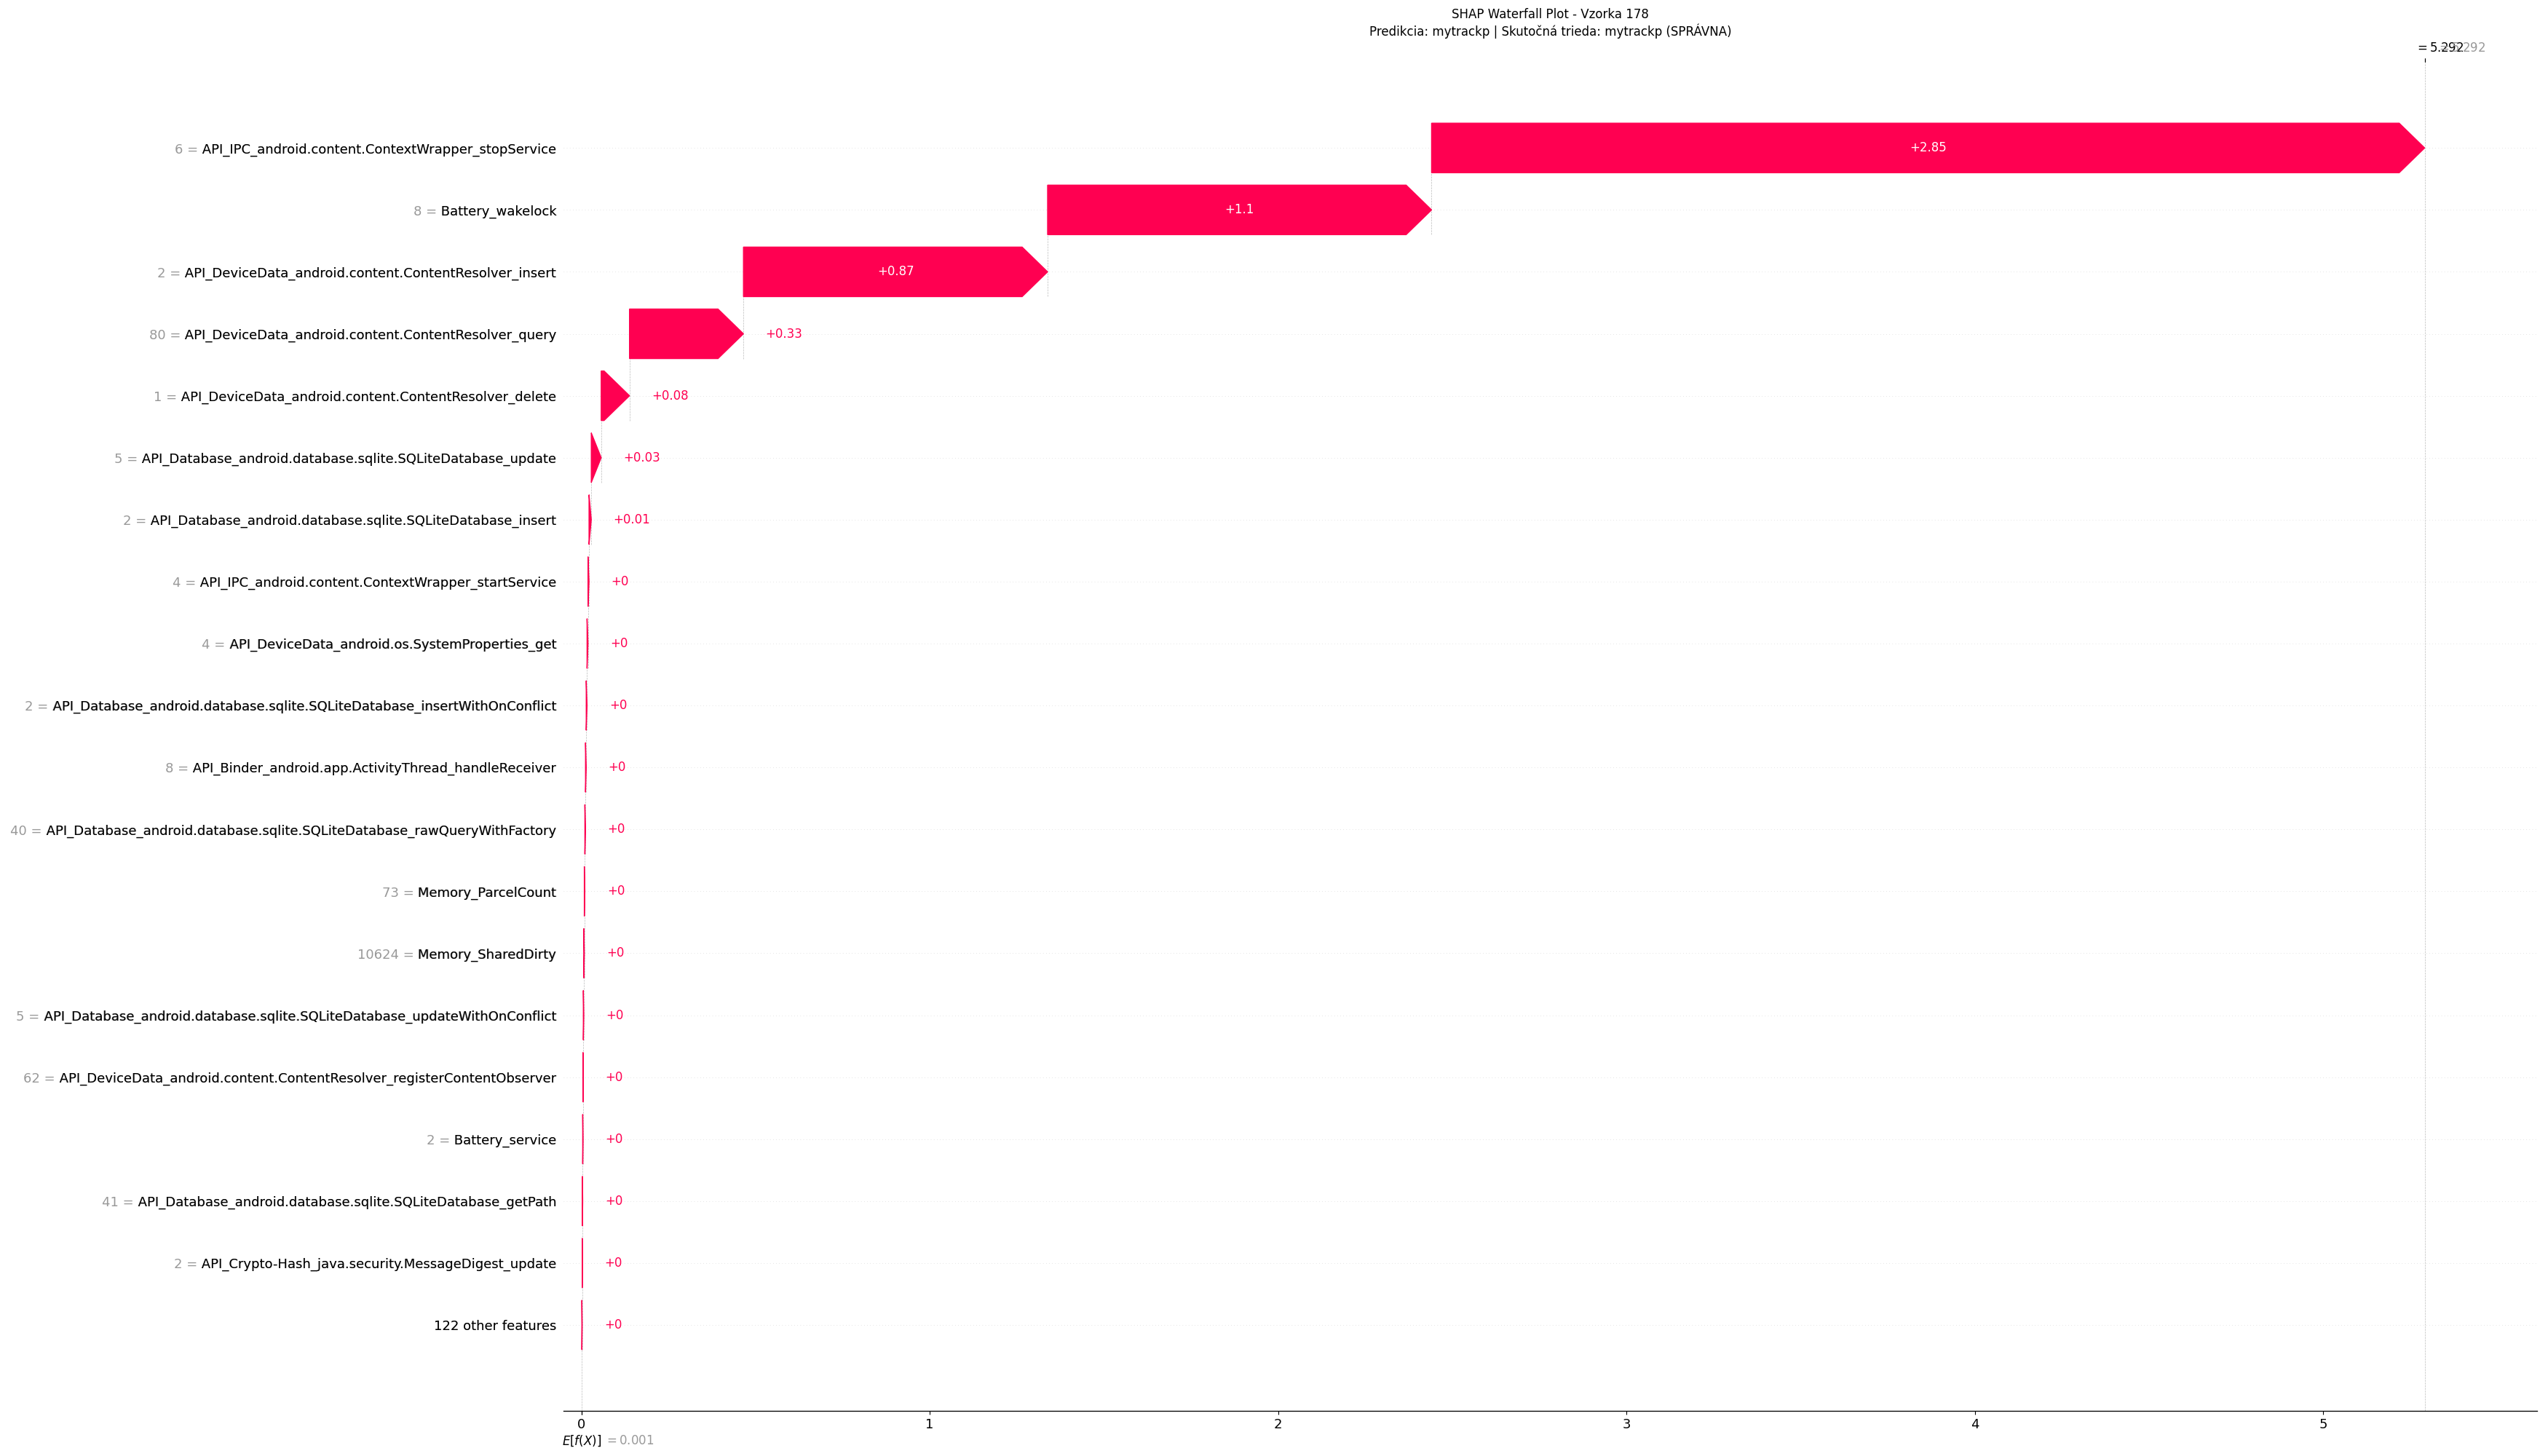 SHAP Waterfall Plot - Vzorka 178
Predikcia: mytrackp | Skutočná trieda: mytrackp (SPRÁVNA)
= 5.292
6 = API_IPC_android.content.ContextWrapper_stopService
+2.85
8 = Battery_wakelock
+1.1
2 = API_DeviceData_android.content.ContentResolver_insert
+0.87
80 = API_DeviceData_android.content.ContentResolver_query
+0.33
1 = API_DeviceData_android.content.ContentResolver_delete
+0.08
5 = API_Database_android.database.sqlite.SQLiteDatabase_update
+0.03
2 = API_Database_android.database.sqlite.SQLiteDatabase_insert
+0.01
4 = API_IPC_android.content.ContextWrapper_startService
+0
4 = API_DeviceData_android.os.SystemProperties_get
+0
2 = API_Database_android.database.sqlite.SQLiteDatabase_insertWithOnConflict
+0
8 = API_Binder_android.app.ActivityThread_handleReceiver
+0
40 = API_Database_android.database.sqlite.SQLiteDatabase_rawQueryWithFactory
+0
73 = Memory_ParcelCount
+0
10624 = Memory_SharedDirty
+0
5 = API_Database_android.database.sqlite.SQLiteDatabase_updateWithOnConflict
+0
62 = API_DeviceData_android.content.ContentResolver_registerContentObserver
+0
2 = Battery_service
+0
41 = API_Database_android.database.sqlite.SQLiteDatabase_getPath
+0
2 = API_Crypto-Hash_java.security.MessageDigest_update
+0
122 other features
+0
0 1 2 3 4 5
E[f(X)] = 0.001